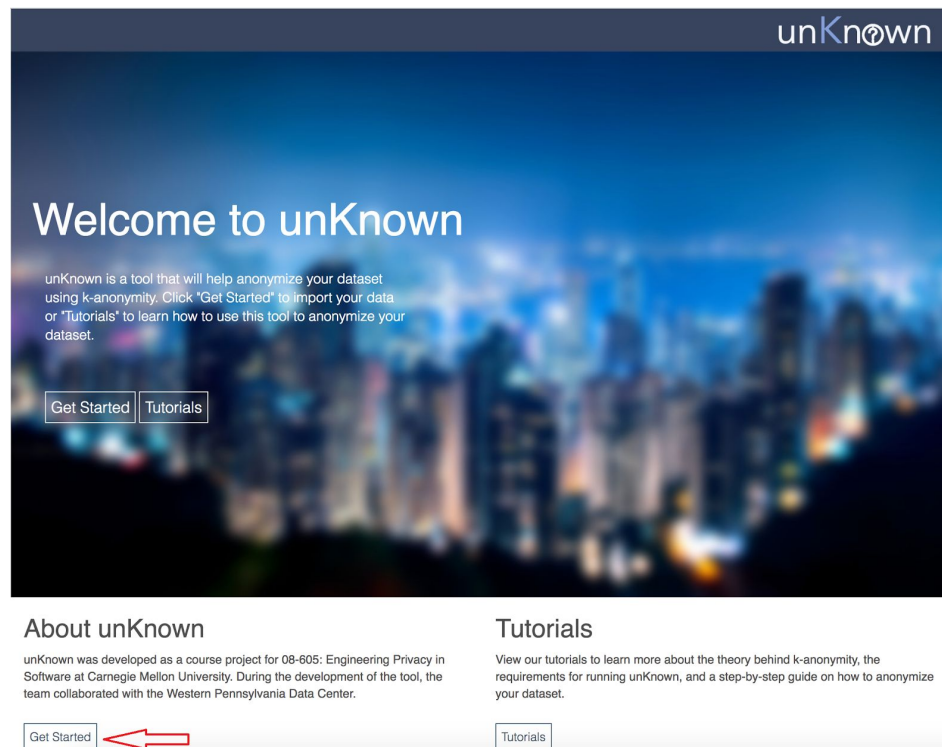 unKnown
Welcome to unKnown
unKnown is a tool that will help anonymize your dataset
using k-anonymity. Click "Get Started" to import your data
or "Tutorials" to learn how to use this tool to anonymize your
dataset.
Get Started Tutorials
About unKnown
unKnown was developed as a course project for 08-605: Engineering Privacy in
Software at Carnegie Mellon University. During the development of the tool, the
team collaborated with the Western Pennsylvania Data Center.
Get Started
Tutorials
View our tutorials to learn more about the theory behind k-anonymity, the
requirements for running unKnown, and a step-by-step guide on how to anonymize
your dataset.
Tutorials